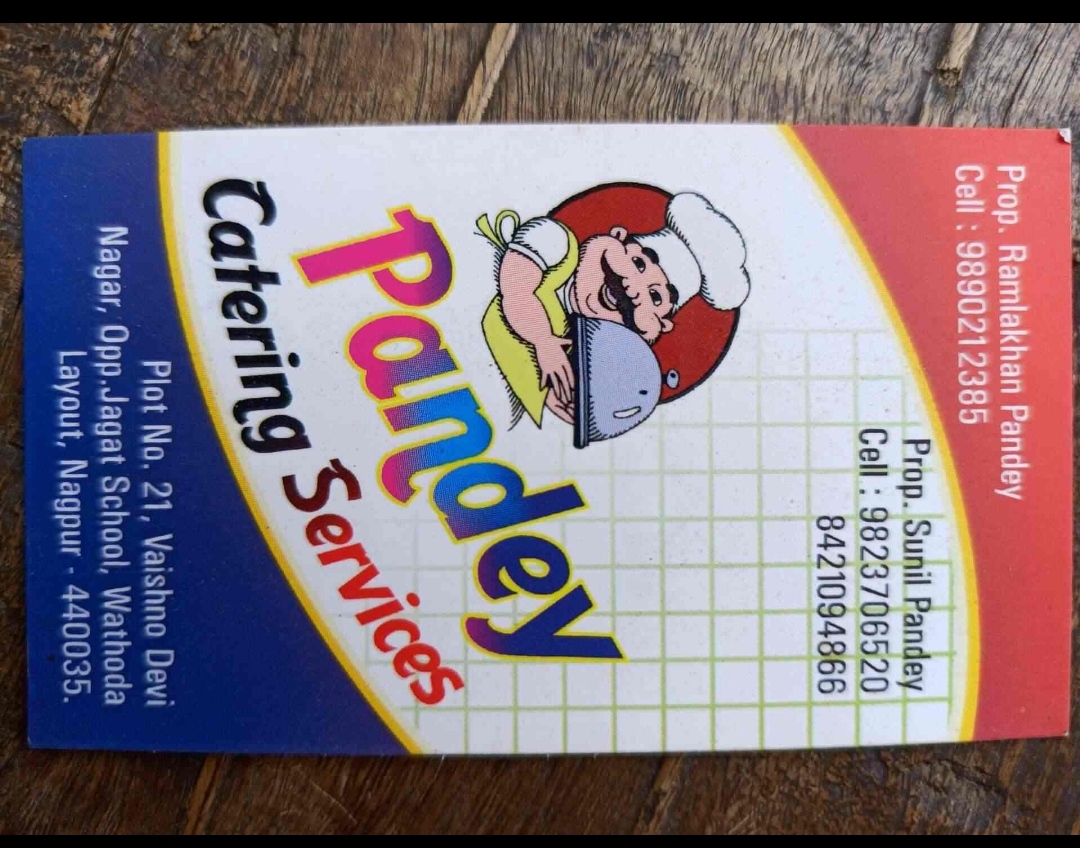 Prop. Ramlakhan Pandey
Cell : 9890212385
Prop. Sunil Pandey
Cell : 9823706520
8421094866
Pandey
Catering Services
Plot No. 21, Vaishno Devi
Nagar, Opp.Jagat School, Wathoda
Layout, Nagpur - 440035.